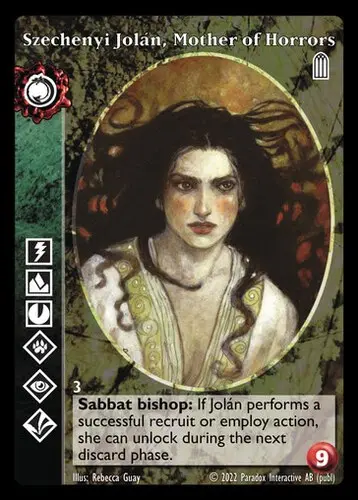 Szechenyi Jolán, Mother of Horrors
3
Sabbat bishop: If Jolán performs a
successful recruit or employ action,
she can unlock during the next
discard phase.
9
Illus: Rebecca Guay
© 2022 Paradox Interactive AB (publ)